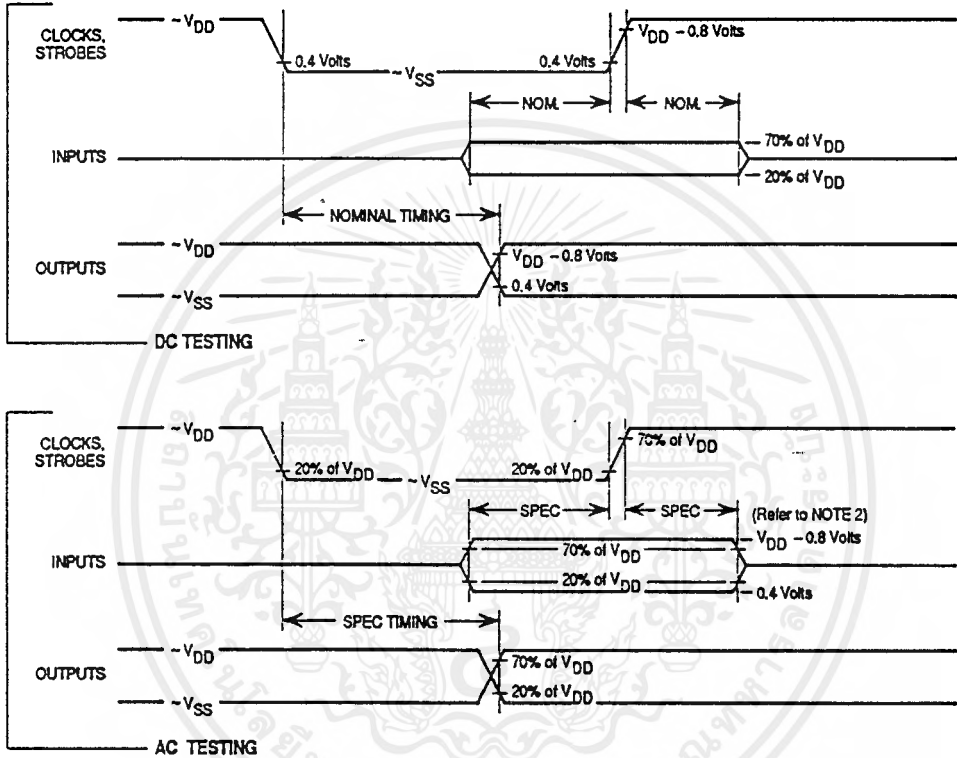 ~VDD
CLOCKS,
STROBES
0.4 Volts
~VSS
0.4 Volts
VDD – 0.8 Volts
NOM.
NOM.
INPUTS
70% of VDD
20% of VDD
NOMINAL TIMING
OUTPUTS
~VDD
VDD – 0.8 Volts
0.4 Volts
~VSS
DC TESTING
CLOCKS,
STROBES
~VDD
70% of VDD
20% of VDD
~VSS
20% of VDD
SPEC
SPEC
(Refer to NOTE 2)
VDD – 0.8 Volts
INPUTS
70% of VDD
20% of VDD
0.4 Volts
SPEC TIMING
OUTPUTS
~VDD
70% of VDD
20% of VDD
~VSS
AC TESTING